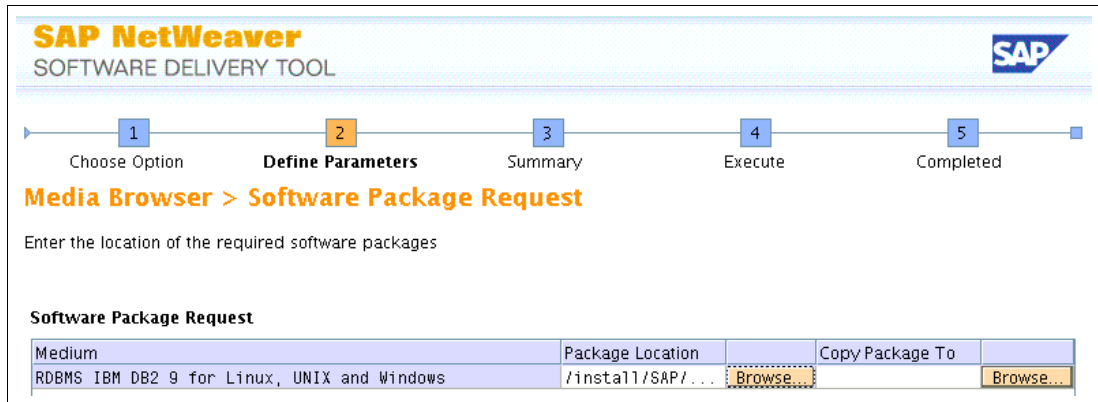 SAP NetWeaver
SOFTWARE DELIVERY TOOL
SAP
1 2 3 4 5
Choose Option Define Parameters Summary Execute Completed
Media Browser > Software Package Request
Enter the location of the required software packages
Software Package Request
Medium Package Location Copy Package To
RDBMS IBM DB2 9 for Linux, UNIX and Windows /install/SAP/... Browse... Browse...